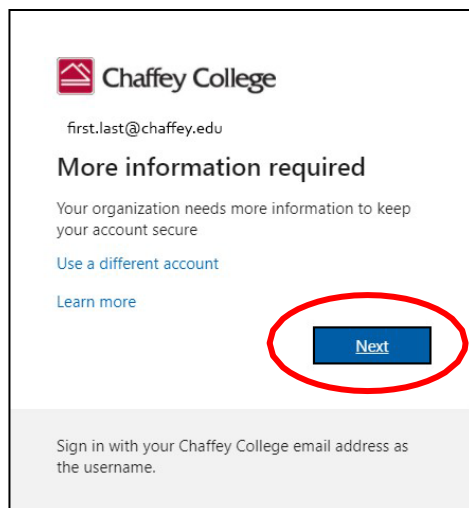 Chaffey College
first.last@chaffey.edu
More information required
Your organization needs more information to keep
your account secure
Use a different account
Learn more
Next
Sign in with your Chaffey College email address as
the username.